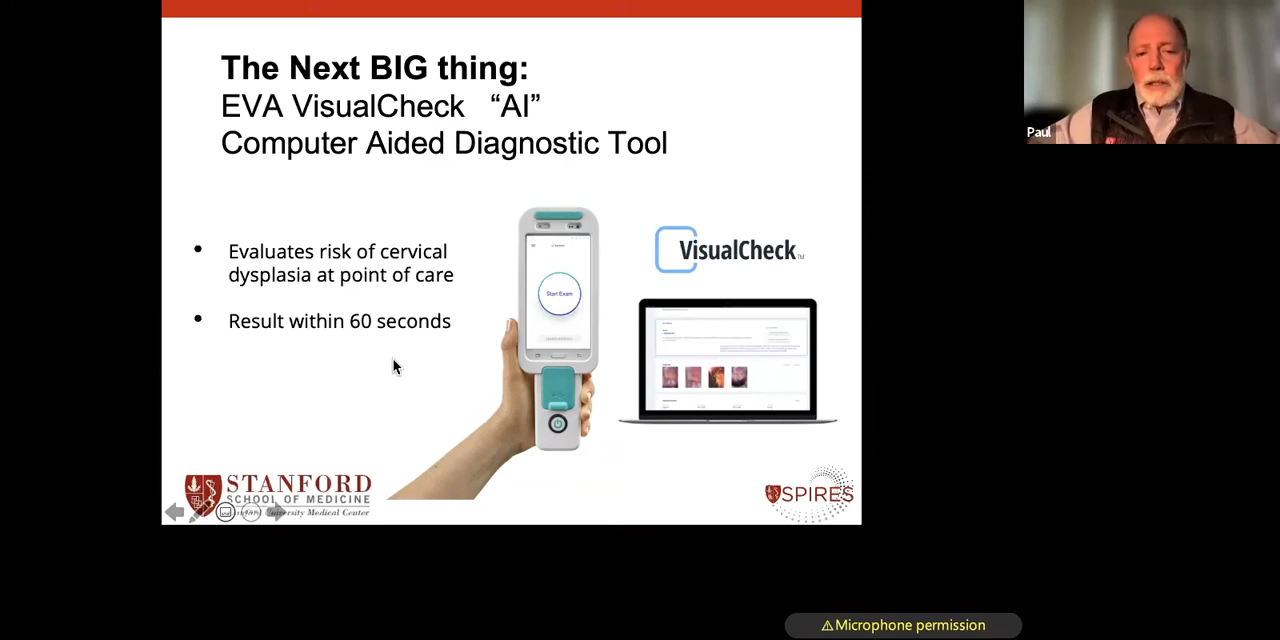 The Next BIG thing:
EVA VisualCheck “AI”
Computer Aided Diagnostic Tool
• Evaluates risk of cervical
dysplasia at point of care
• Result within 60 seconds
Start Exam
VisualCheck™
STANFORD
SCHOOL OF MEDICINE
University Medical Center
SPIRES
Paul
⚠Microphone permission